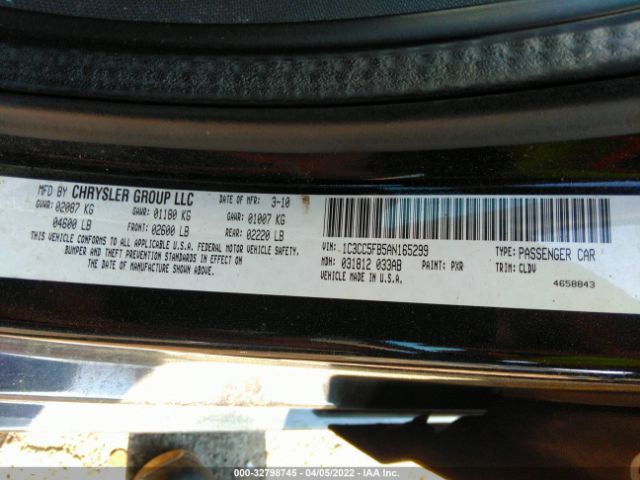 MFD BY CHRYSLER GROUP LLC DATE OF MFR: 3-10
GVWR: 02087 KG GAWR: 01180 KG GAWR: 01007 KG
04600 LB FRONT: 02600 LB REAR: 02220 LB
THIS VEHICLE CONFORMS TO ALL APPLICABLE U.S.A. FEDERAL MOTOR VEHICLE SAFETY,
BUMPER AND THEFT PREVENTION STANDARDS IN EFFECT ON
THE DATE OF MANUFACTURE SHOWN ABOVE.
VIN: 1C3CC5FB5AN165299 TYPE: PASSENGER CAR
MDH: 031812 033AB PAINT: PXR TRIM: CLDV
VEHICLE MADE IN U.S.A. 4658843
000-32798745 - 04/05/2022 - IAA Inc.